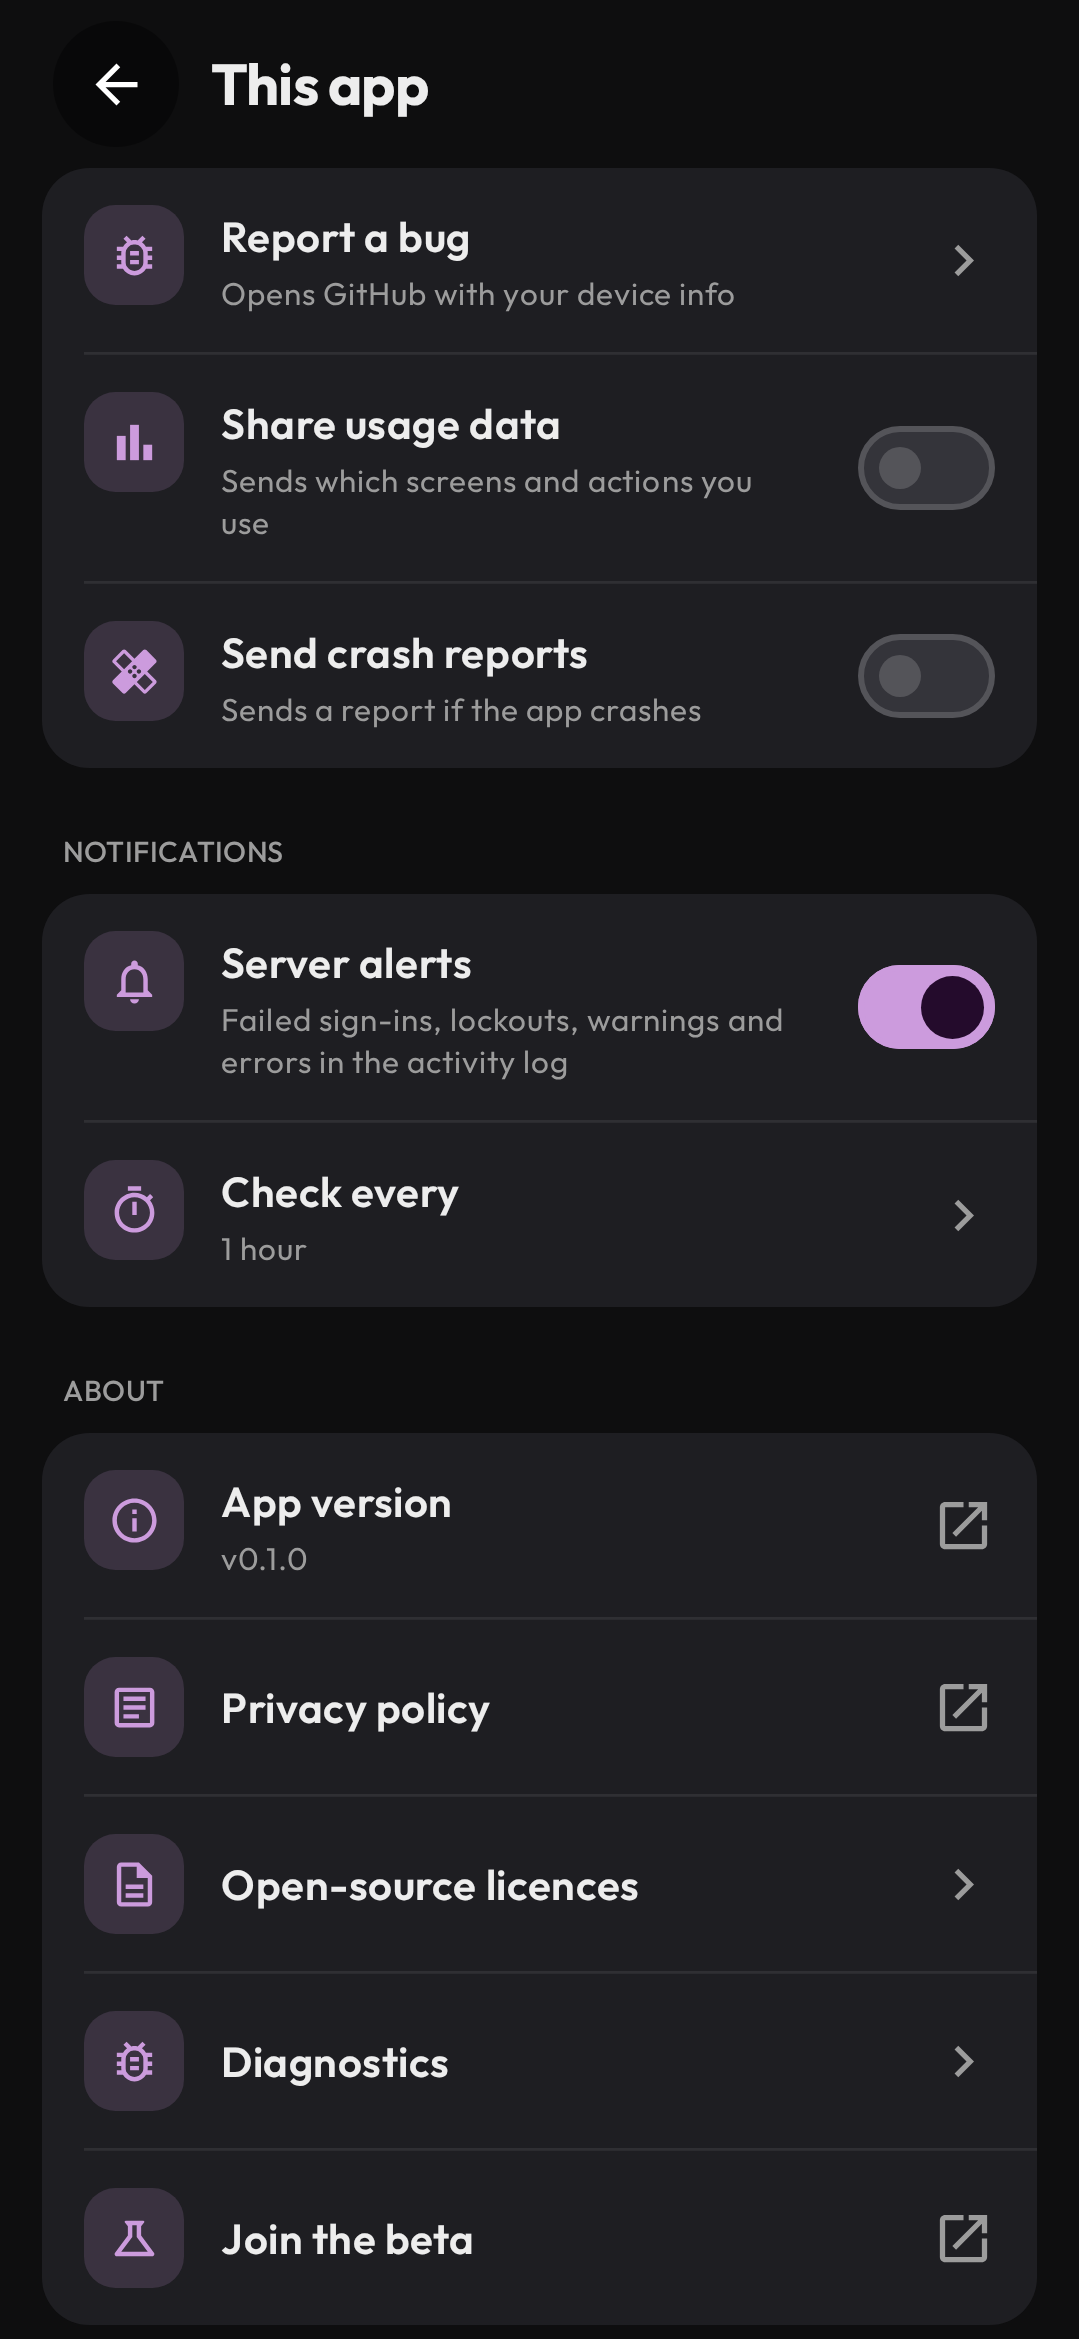 This app
Report a bug
Opens GitHub with your device info
Share usage data
Sends which screens and actions you
use
Send crash reports
Sends a report if the app crashes
NOTIFICATIONS
Server alerts
Failed sign-ins, lockouts, warnings and
errors in the activity log
Check every
1 hour
ABOUT
App version
v0.1.0
Privacy policy
Open-source licences
Diagnostics
Join the beta